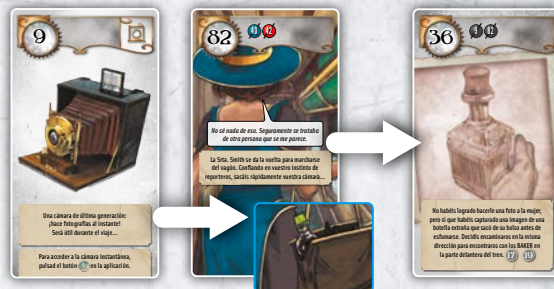 9
Una cámara de última generación:
¡hace fotografías al instante!
Será útil durante el viaje...
Para acceder a la cámara instantánea,
pulsad el botón en la aplicación.
82
41 42
No sé nada de eso. Seguramente se trataba
de otra persona que se me parece.
La Srta. Smith se da la vuelta para marcharse
del vagón. Confiando en vuestro instinto de
reporteros, sacáis rápidamente vuestra cámara...
36
9 82
No habéis logrado hacerle una foto a la mujer,
pero sí que habéis capturado una imagen de una
botella extraña que sacó de su bolso antes de
esfumarse. Decidís encaminaros en la misma
dirección para encontraros con los BAKER en
la parte delantera del tren. 17 19